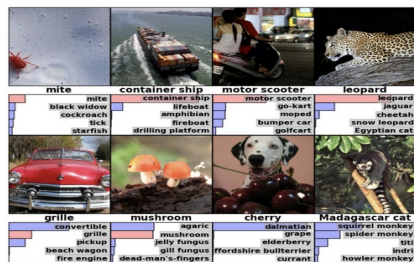 mite
container ship
motor scooter
leopard
mite
black widow
cockroach
tick
starfish
container ship
lifeboat
amphibian
fireboat
drilling platform
motor scooter
go-kart
moped
bumper car
golfcart
leopard
jaguar
cheetah
snow leopard
Egyptian cat
grille
mushroom
cherry
Madagascar cat
convertible
grille
pickup
beach wagon
fire engine
agaric
mushroom
jelly fungus
gill fungus
dead-man's-fingers
dalmatian
grape
elderberry
ffordshire bullterrier
currant
squirrel monkey
spider monkey
titi
indri
howler monkey